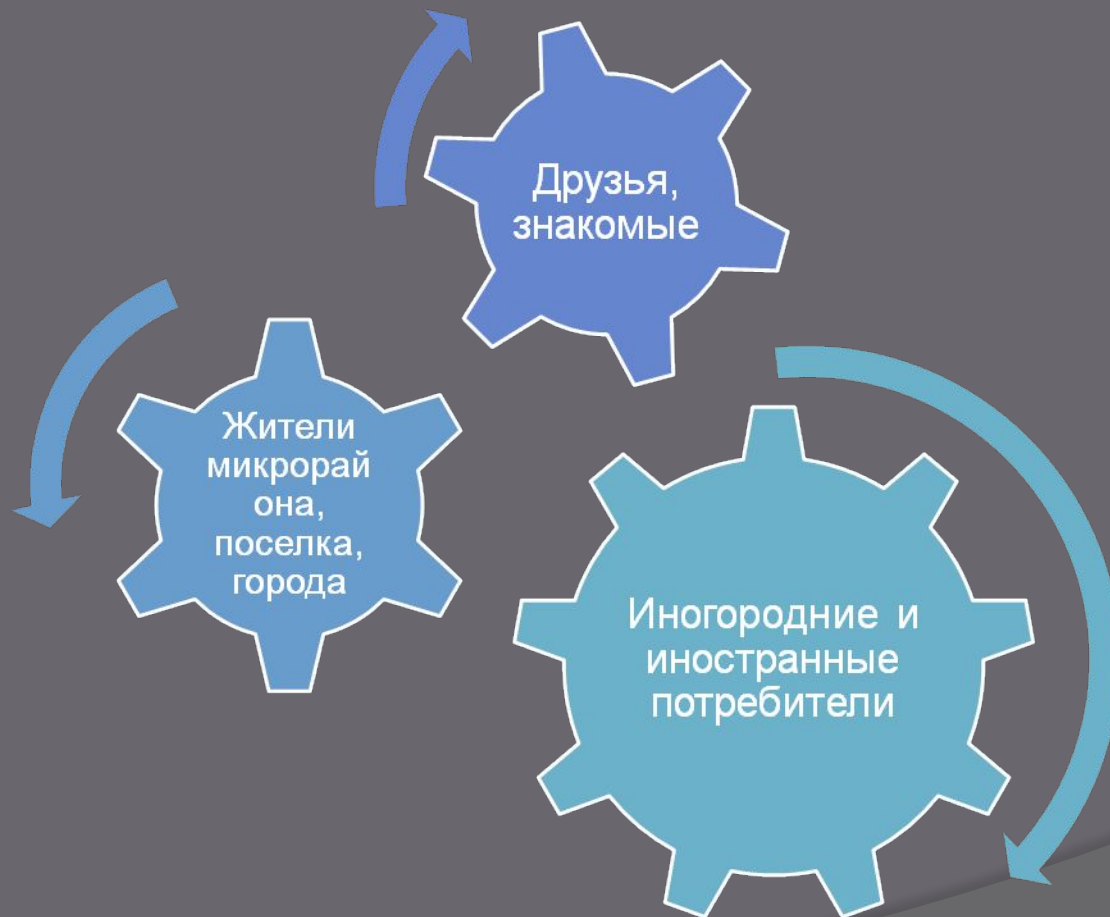 Друзья,
знакомые
Жители
микрорай
она,
поселка,
города
Иногородние и
иностранные
потребители